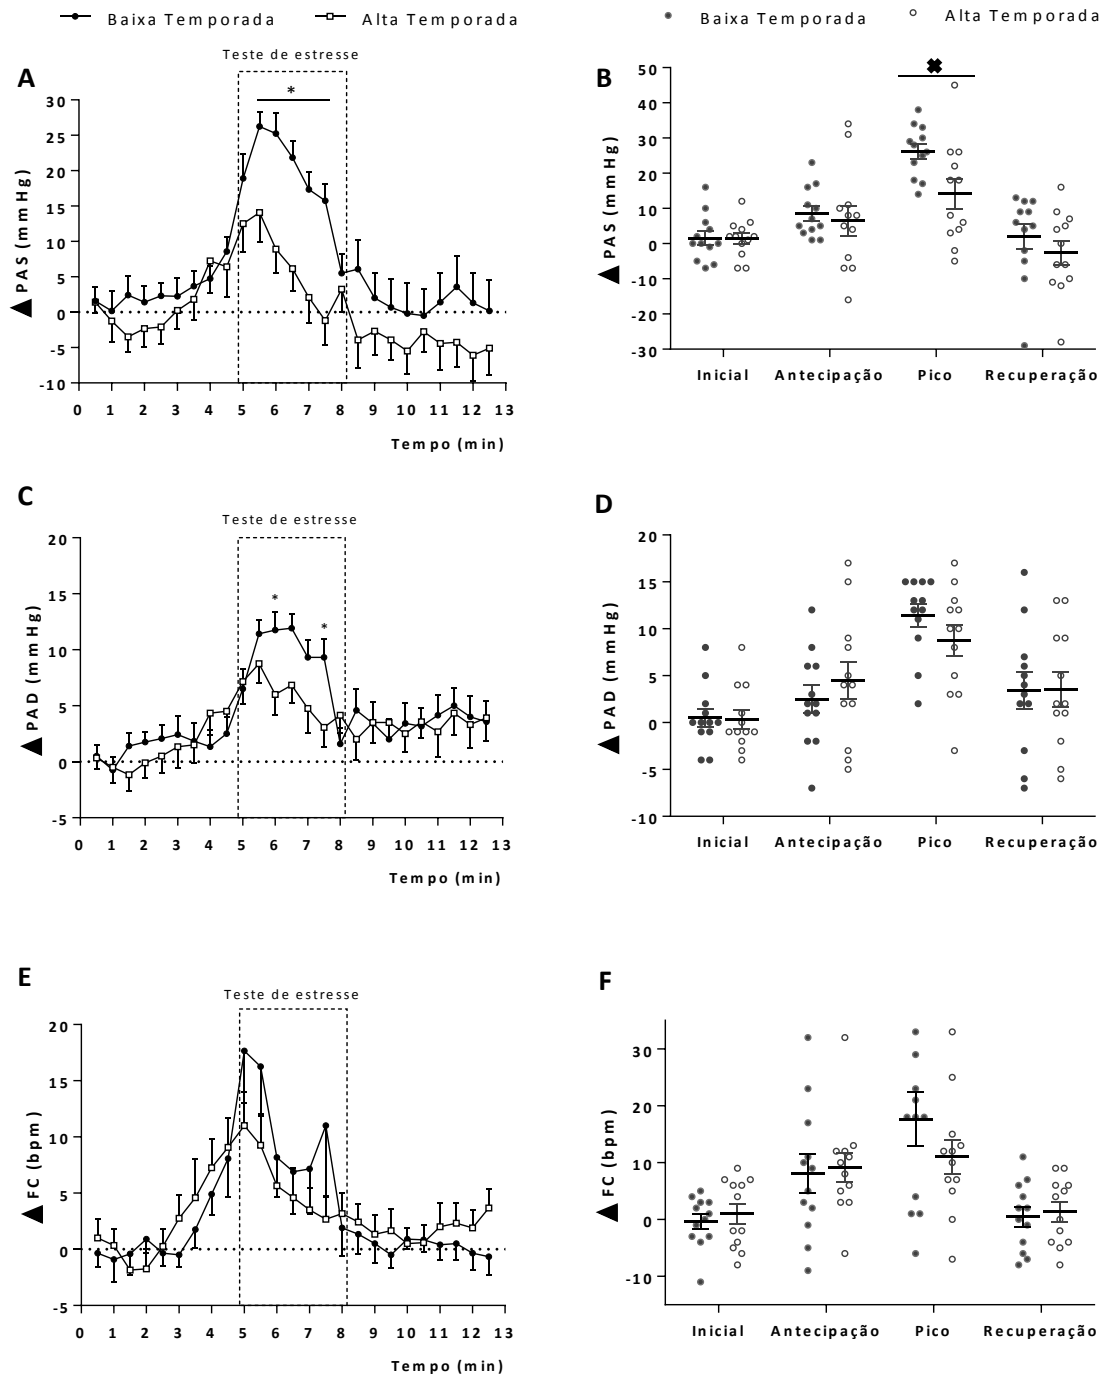 Baixa Temporada
Alta Temporada
Baixa Temporada
Alta Temporada
A
Teste de estresse
*
▲ PAS (mmHg)
30
25
20
15
10
5
0
-5
-10
0 1 2 3 4 5 6 7 8 9 10 11 12 13
Tempo (min)
B
✖
▲ PAS (mmHg)
50
40
30
20
10
0
-10
-20
-30
Inicial Antecipação Pico Recuperação
C
Teste de estresse
* *
▲ PAD (mmHg)
20
15
10
5
0
-5
0 1 2 3 4 5 6 7 8 9 10 11 12 13
Tempo (min)
D
▲ PAD (mmHg)
20
15
10
5
0
-5
-10
Inicial Antecipação Pico Recuperação
E
Teste de estresse
▲ FC (bpm)
20
15
10
5
0
-5
0 1 2 3 4 5 6 7 8 9 10 11 12 13
Tempo (min)
F
▲ FC (bpm)
30
20
10
0
-10
Inicial Antecipação Pico Recuperação